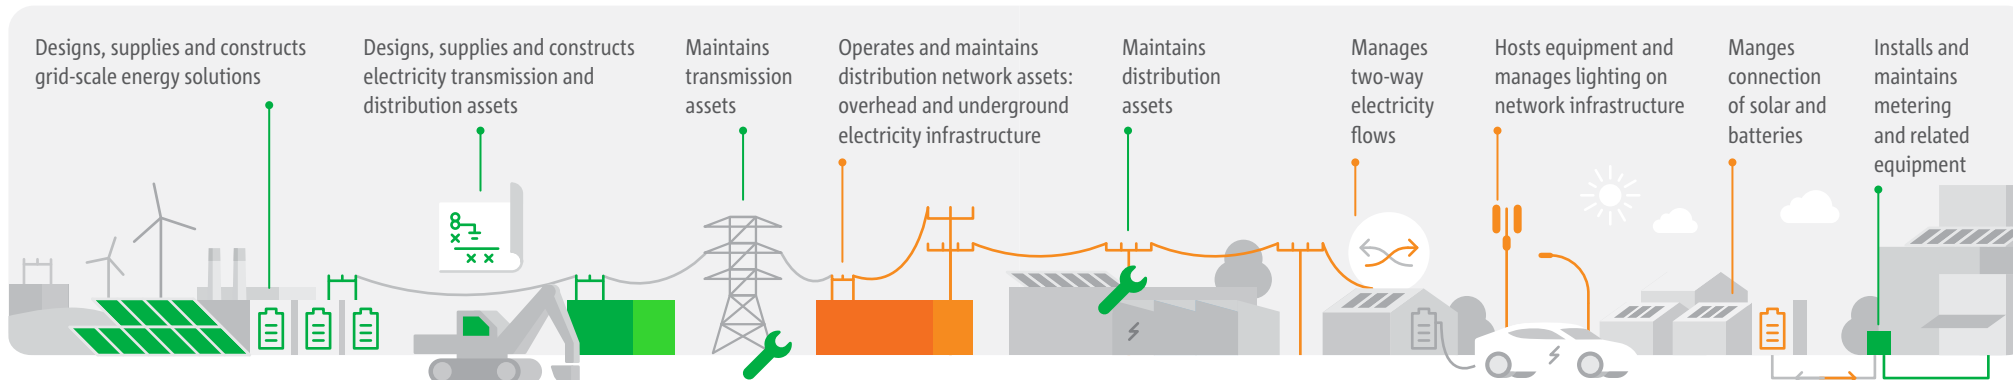 Designs, supplies and constructs
grid-scale energy solutions
Designs, supplies and constructs
electricity transmission and
distribution assets
Maintains
transmission
assets
Operates and maintains
distribution network assets:
overhead and underground
electricity infrastructure
Maintains
distribution
assets
Manages
two-way
electricity
flows
Hosts equipment and
manages lighting on
network infrastructure
Manges
connection
of solar and
batteries
Installs and
maintains
metering
and related
equipment